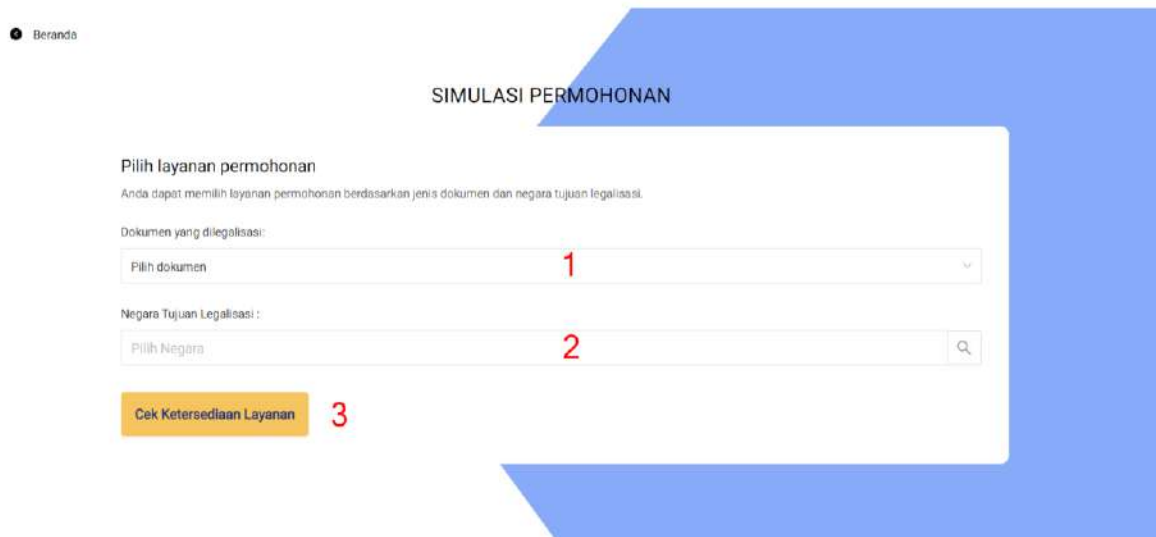 Beranda
SIMULASI PERMOHONAN
Pilih layanan permohonan
Anda dapat memilih layanan permohonan berdasarkan jenis dokumen dan negara tujuan legalisasi.
Dokumen yang dilegalisasi:
Pilih dokumen 1
Negara Tujuan Legalisasi :
Pilih Negara 2
Cek Ketersediaan Layanan 3